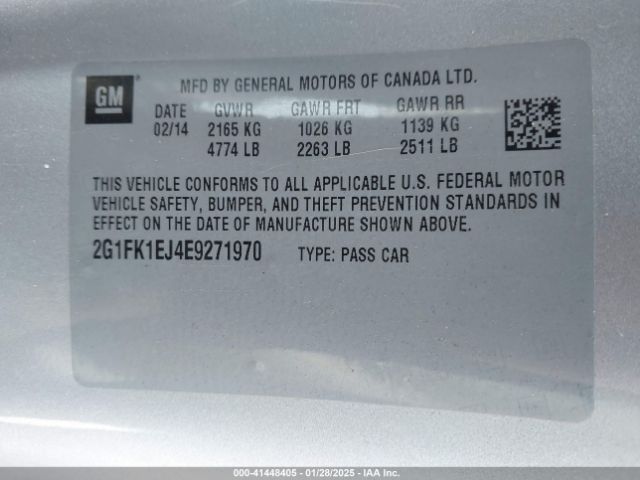 GM
MFD BY GENERAL MOTORS OF CANADA LTD.
DATE GVWR GAWR FRT GAWR RR
02/14 2165 KG 1026 KG 1139 KG
4774 LB 2263 LB 2511 LB
THIS VEHICLE CONFORMS TO ALL APPLICABLE U.S. FEDERAL MOTOR
VEHICLE SAFETY, BUMPER, AND THEFT PREVENTION STANDARDS IN
EFFECT ON THE DATE OF MANUFACTURE SHOWN ABOVE.
2G1FK1EJ4E9271970 TYPE: PASS CAR
000-41448405 - 01/28/2025 - IAA Inc.